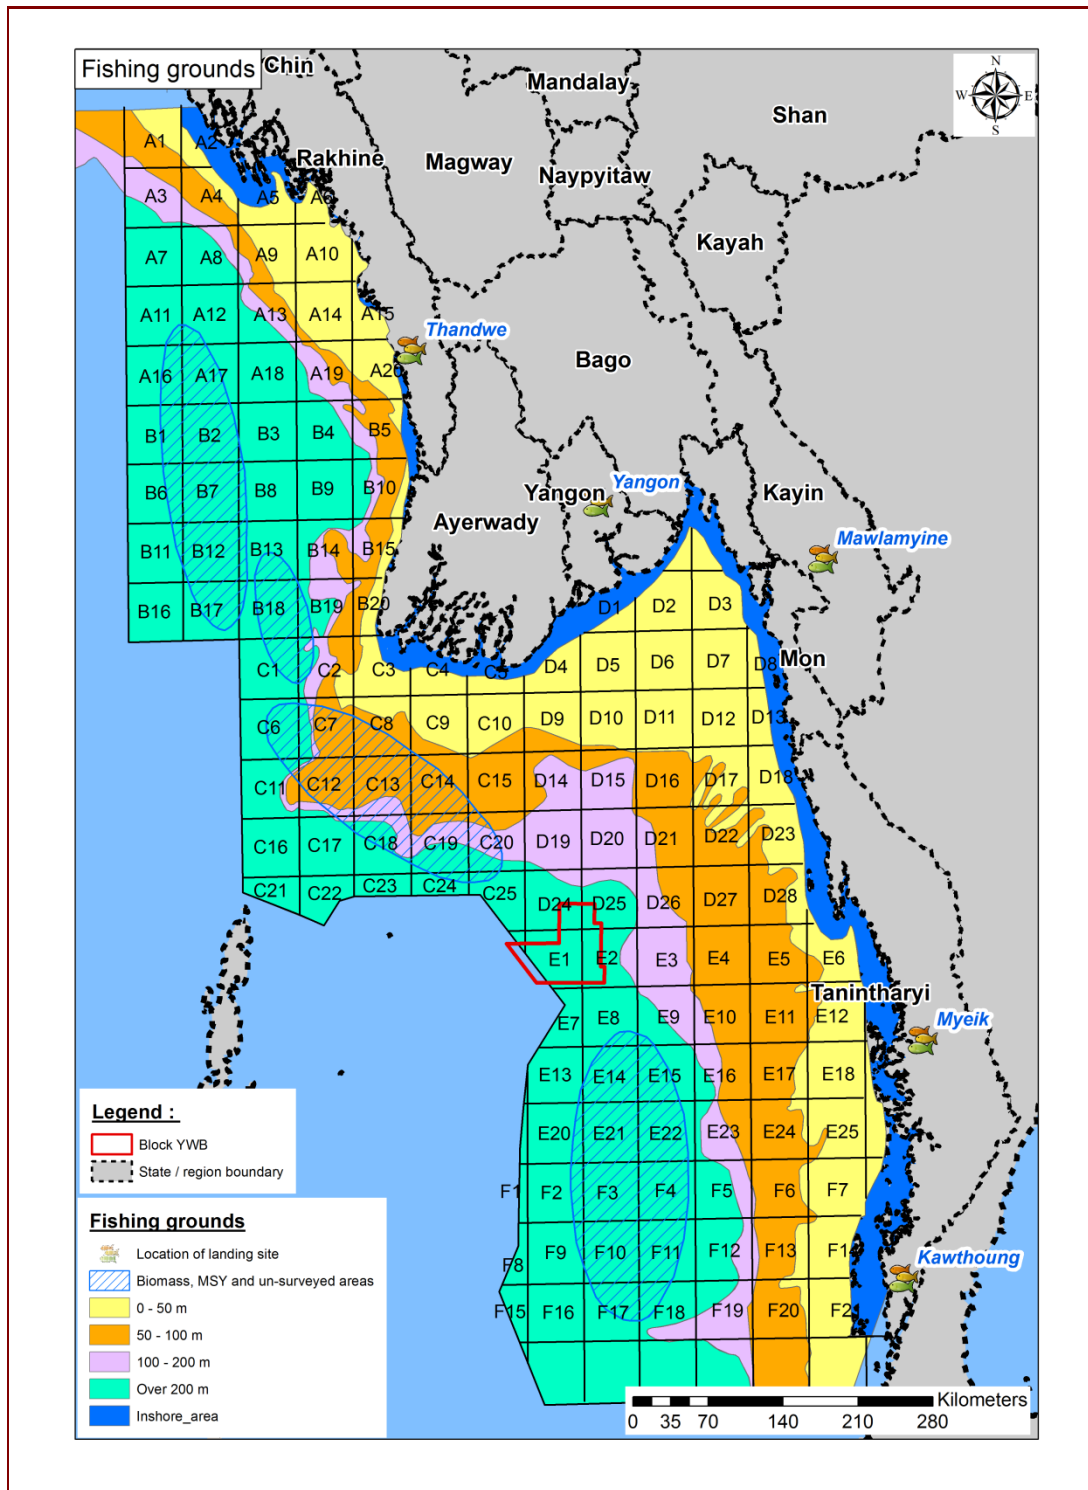 Fishing grounds
Chin
Mandalay
Shan
N
W E
S
A1
A2
Rakhine
Magway
Naypyitaw
A3
A4
A5
A6
Kayah
A7
A8
A9
A10
A11
A12
A13
A14
A15
Thandwe
Bago
A16
A17
A18
A19
A20
B1
B2
B3
B4
B5
B6
B7
B8
B9
B10
Yangon
Yangon
Kayin
Ayerwady
Mawlamyine
B11
B12
B13
B14
B15
B16
B17
B18
B19
B20
D1
D2
D3
C1
C2
C3
C4
C5
D4
D5
D6
D7
D8
Mon
C6
C7
C8
C9
C10
D9
D10
D11
D12
D13
C11
C12
C13
C14
C15
D14
D15
D16
D17
D18
C16
C17
C18
C19
C20
D19
D20
D21
D22
D23
C21
C22
C23
C24
C25
D24
D25
D26
D27
D28
E1
E2
E3
E4
E5
E6
Tanintharyi
E7
E8
E9
E10
E11
E12
Myeik
E13
E14
E15
E16
E17
E18
E20
E21
E22
E23
E24
E25
F1
F2
F3
F4
F5
F6
F7
F8
F9
F10
F11
F12
F13
F14
Kawthoung
F15
F16
F17
F18
F19
F20
F21
Legend :
Block YWB
State / region boundary
Fishing grounds
Location of landing site
Biomass, MSY and un-surveyed areas
0 - 50 m
50 - 100 m
100 - 200 m
Over 200 m
Inshore_area
Kilometers
0 35 70 140 210 280